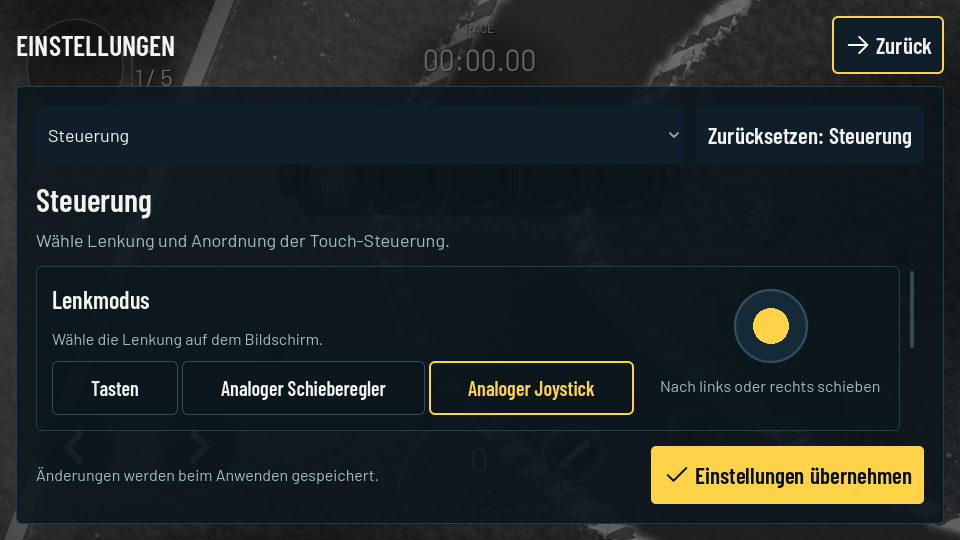 EINSTELLUNGEN
RACE
00:00.00
1/5
Zurück
Steuerung
Zurücksetzen: Steuerung
Steuerung
Wähle Lenkung und Anordnung der Touch-Steuerung.
Lenkmodus
Wähle die Lenkung auf dem Bildschirm.
Tasten
Analoger Schieberegler
Analoger Joystick
Nach links oder rechts schieben
0
Änderungen werden beim Anwenden gespeichert.
Einstellungen übernehmen